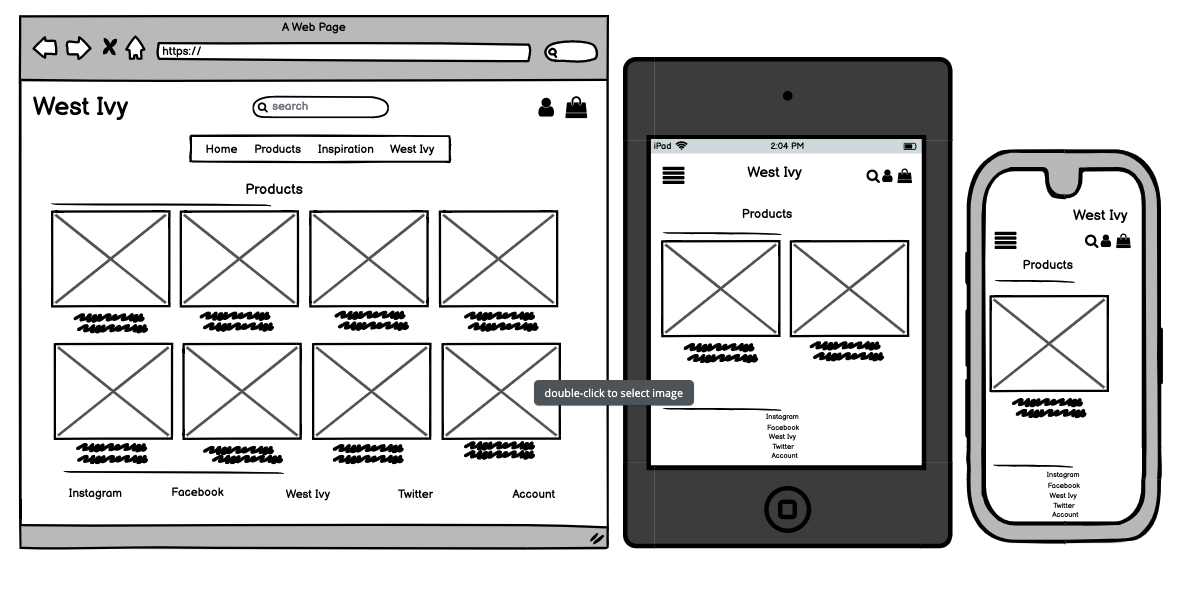 A Web Page
https://
West Ivy
search
Home Products Inspiration West Ivy
Products
Instagram Facebook West Ivy Twitter Account
double-click to select image
iPad 2:04 PM
West Ivy
Products
Instagram
Facebook
West Ivy
Twitter
Account
West Ivy
Products
Instagram
Facebook
West Ivy
Twitter
Account